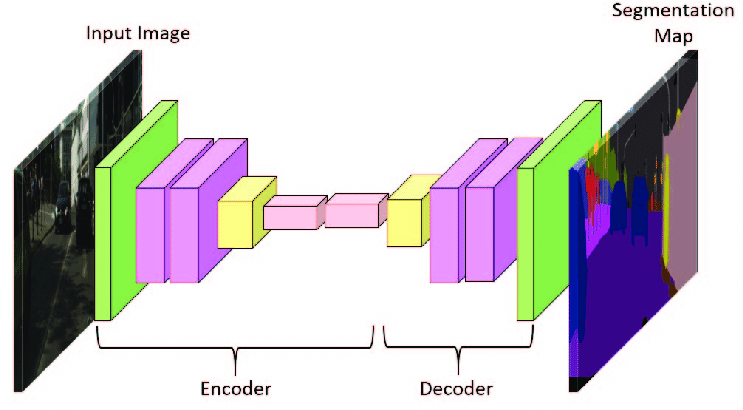 Input Image
Segmentation
Map
Encoder
Decoder